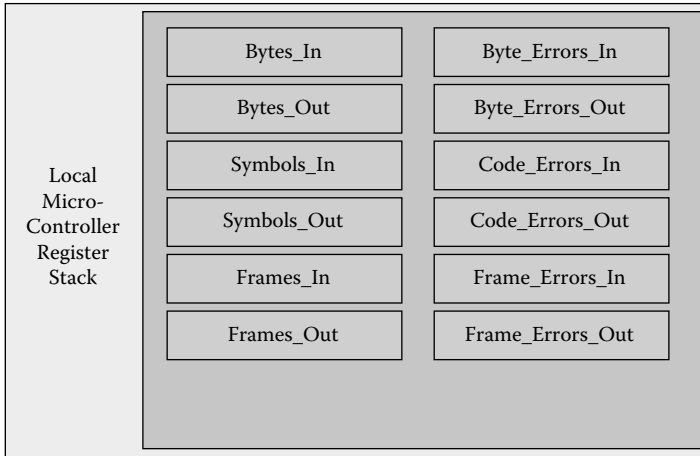 Local
Micro-
Controller
Register
Stack
Bytes_In
Byte_Errors_In
Bytes_Out
Byte_Errors_Out
Symbols_In
Code_Errors_In
Symbols_Out
Code_Errors_Out
Frames_In
Frame_Errors_In
Frames_Out
Frame_Errors_Out